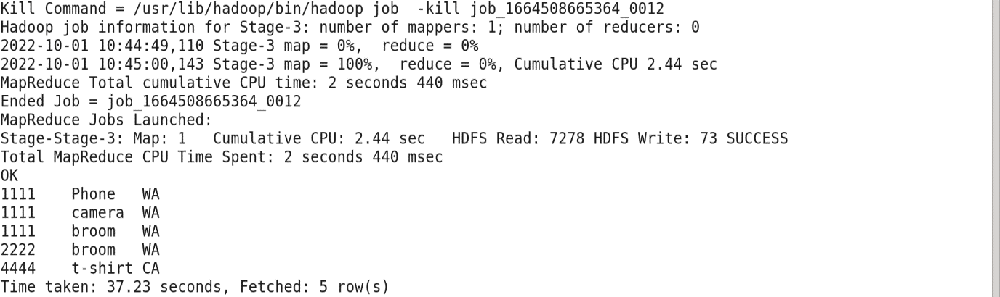 Kill Command = /usr/lib/hadoop/bin/hadoop job  -kill job_1664508665364_0012
Hadoop job information for Stage-3: number of mappers: 1; number of reducers: 0
2022-10-01 10:44:49,110 Stage-3 map = 0%,  reduce = 0%
2022-10-01 10:45:00,143 Stage-3 map = 100%,  reduce = 0%, Cumulative CPU 2.44 sec
MapReduce Total cumulative CPU time: 2 seconds 440 msec
Ended Job = job_1664508665364_0012
MapReduce Jobs Launched:
Stage-Stage-3: Map: 1   Cumulative CPU: 2.44 sec   HDFS Read: 7278 HDFS Write: 73 SUCCESS
Total MapReduce CPU Time Spent: 2 seconds 440 msec
OK
1111    Phone   WA
1111    camera  WA
1111    broom   WA
2222    broom   WA
4444    t-shirt CA
Time taken: 37.23 seconds, Fetched: 5 row(s)